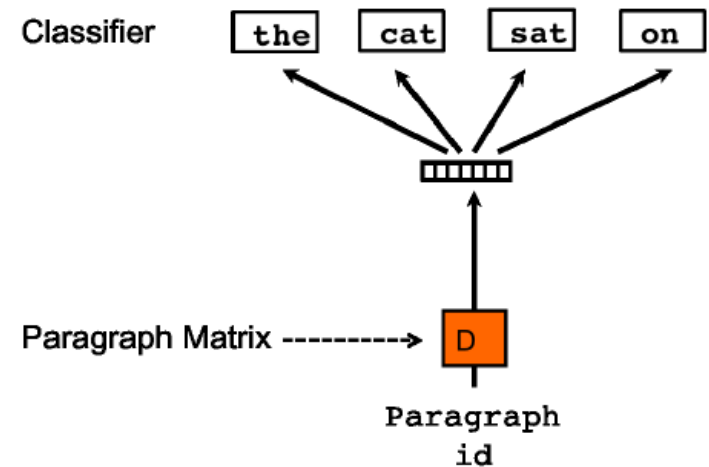 Classifier the cat sat on
Paragraph Matrix D
Paragraph
id